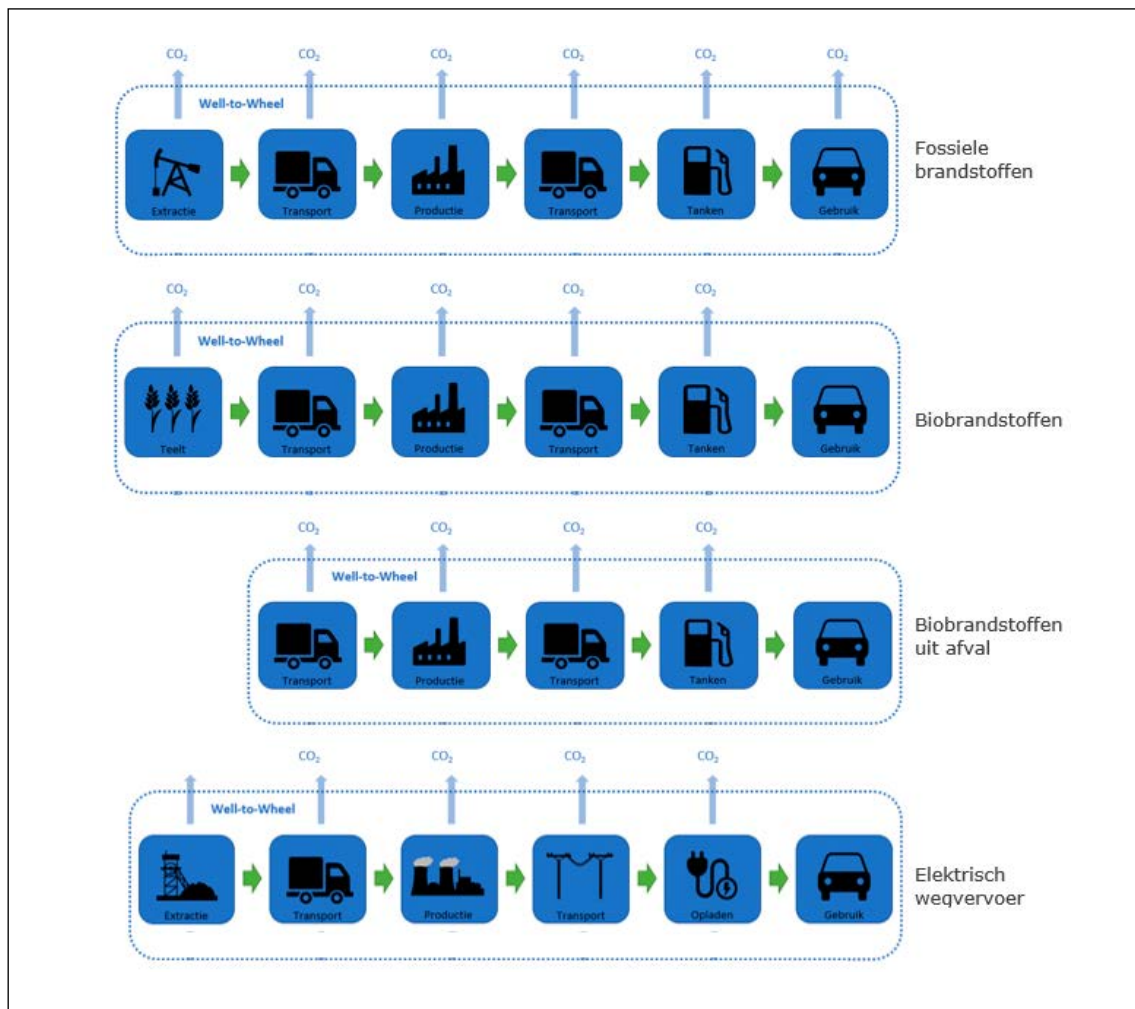 CO₂ CO₂ CO₂ CO₂ CO₂ CO₂
Well-to-Wheel
Extractie Transport Productie Transport Tanken Gebruik
Fossiele
brandstoffen
CO₂ CO₂ CO₂ CO₂ CO₂
Well-to-Wheel
Teelt Transport Productie Transport Tanken Gebruik
Biobrandstoffen
CO₂ CO₂ CO₂ CO₂
Well-to-Wheel
Transport Productie Transport Tanken Gebruik
Biobrandstoffen
uit afval
CO₂ CO₂ CO₂ CO₂
Well-to-Wheel
Extractie Transport Productie Transport Opladen Gebruik
Elektrisch
wegvervoer